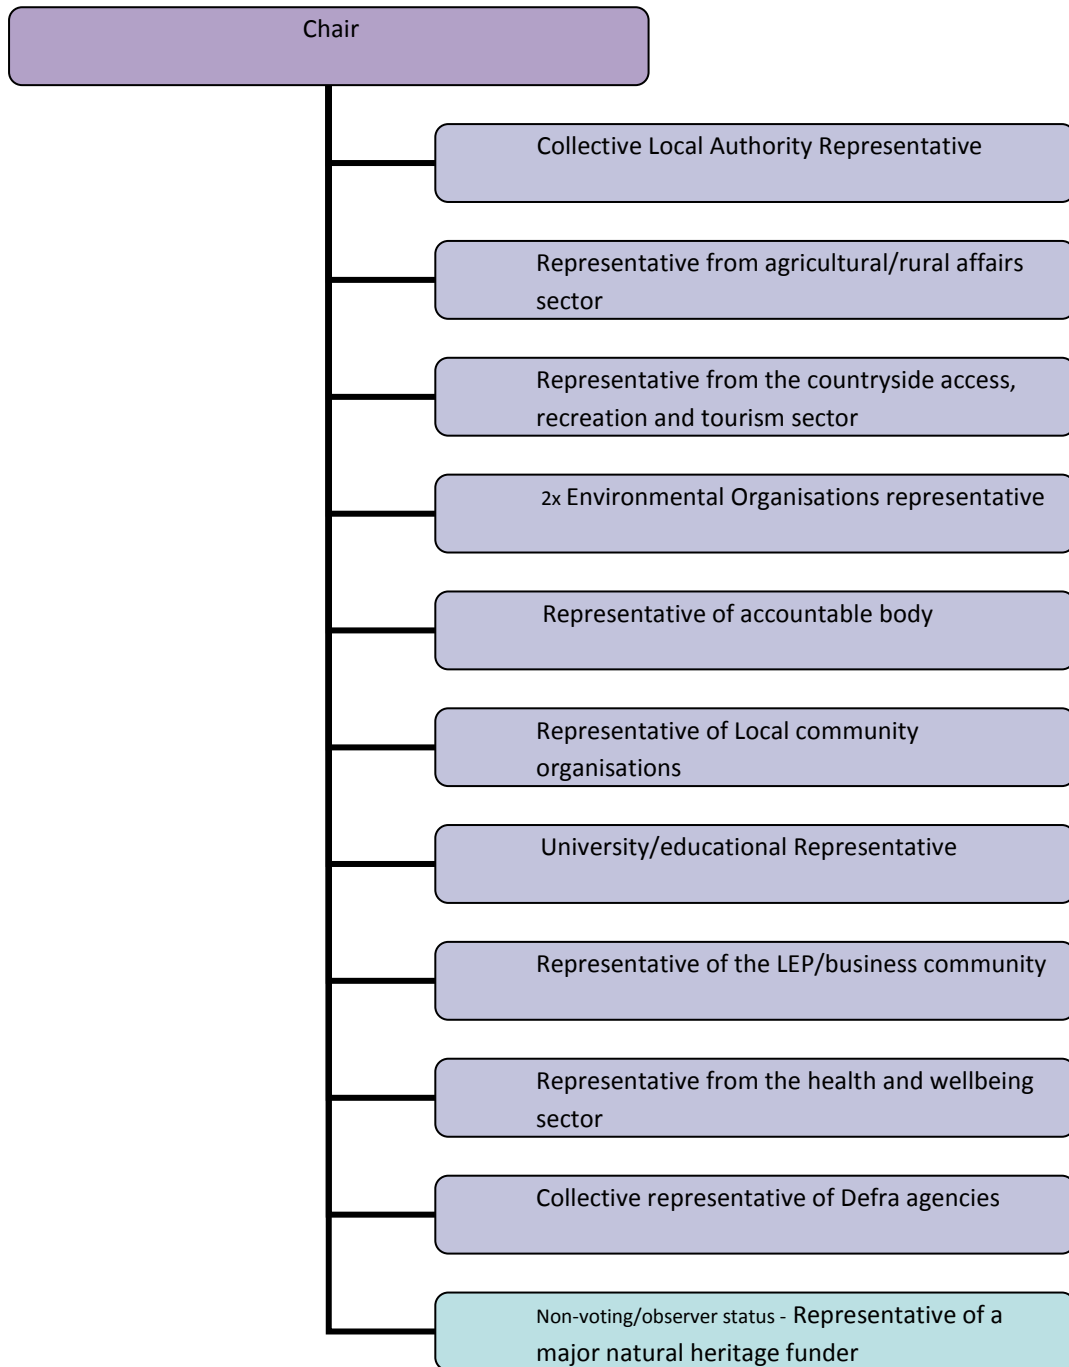 Chair
Collective Local Authority Representative
Representative from agricultural/rural affairs
sector
Representative from the countryside access,
recreation and tourism sector
2x Environmental Organisations representative
Representative of accountable body
Representative of Local community
organisations
University/educational Representative
Representative of the LEP/business community
Representative from the health and wellbeing
sector
Collective representative of Defra agencies
Non-voting/observer status - Representative of a
major natural heritage funder